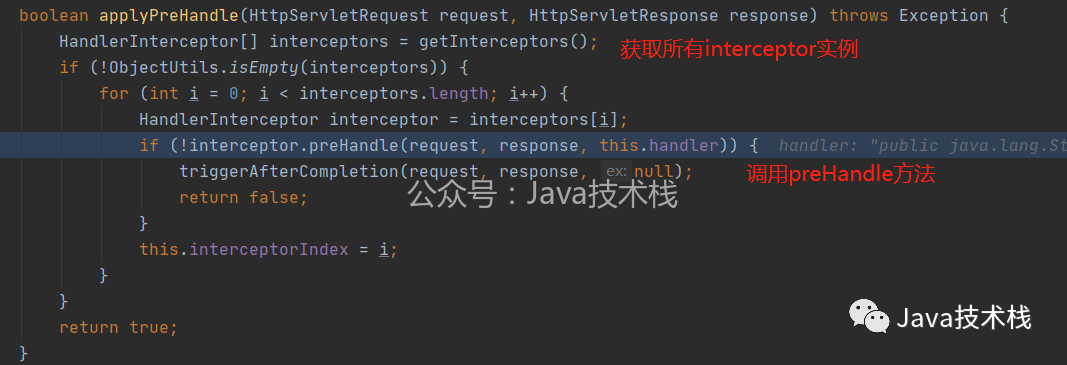 boolean applyPreHandle(HttpServletRequest request, HttpServletResponse response) throws Exception {
HandlerInterceptor[] interceptors = getInterceptors();
获取所有interceptor实例
if (!ObjectUtils.isEmpty(interceptors)) {
for (int i = 0; i < interceptors.length; i++) {
HandlerInterceptor interceptor = interceptors[i];
if (!interceptor.preHandle(request, response, this.handler)) { handler: "public java.lang.St
triggerAfterCompletion(request, response, ex: null);
调用preHandle方法
公众号：Java技术栈
return false;
}
this.interceptorIndex = i;
}
}
Java技术栈
return true;
}